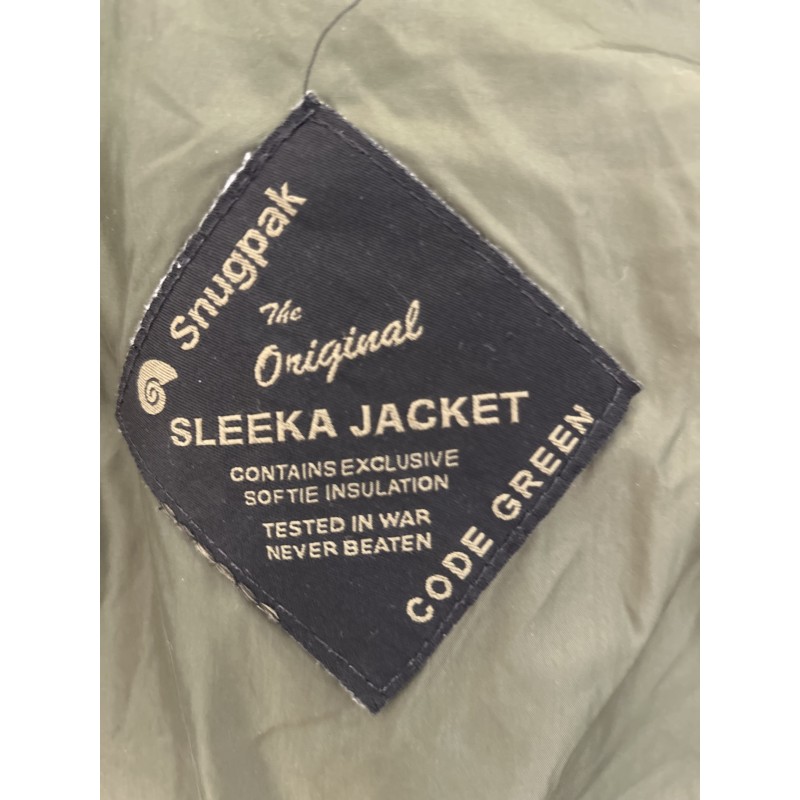 Snugpak
The
Original
SLEEKA JACKET
CONTAINS EXCLUSIVE
SOFTIE INSULATION
TESTED IN WAR
NEVER BEATEN
CODE GREEN